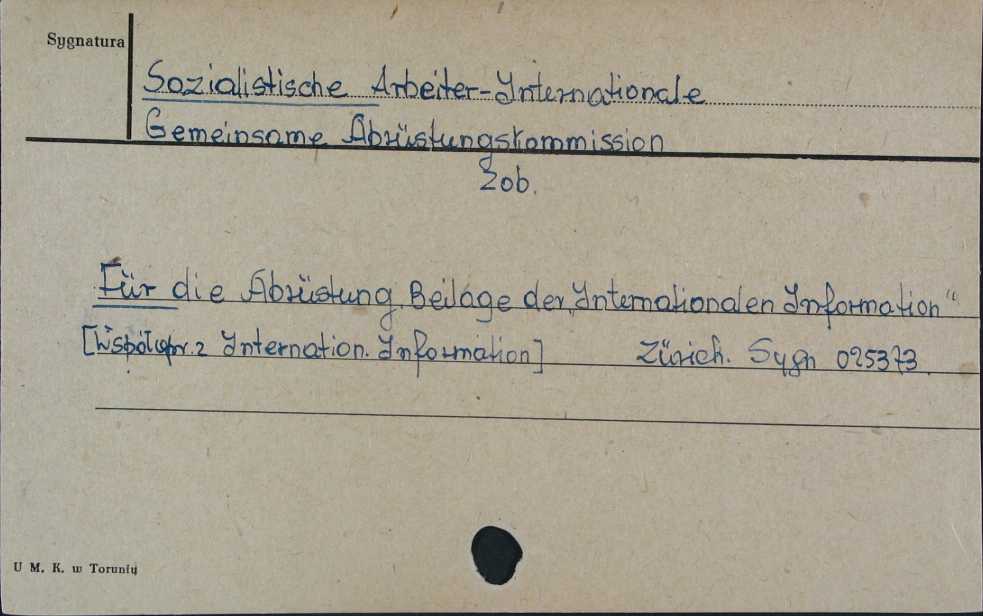 Sygnatura
Sozialistische Arbeiter-Internationale
Gemeinsame Abrüstungskommission
Zob.
Für die Abrüstung Beilage der „Internationalen Information“
[Współopr. z Internation. Information] Zürich. Sygn 025373
U M. K. w Toruniu